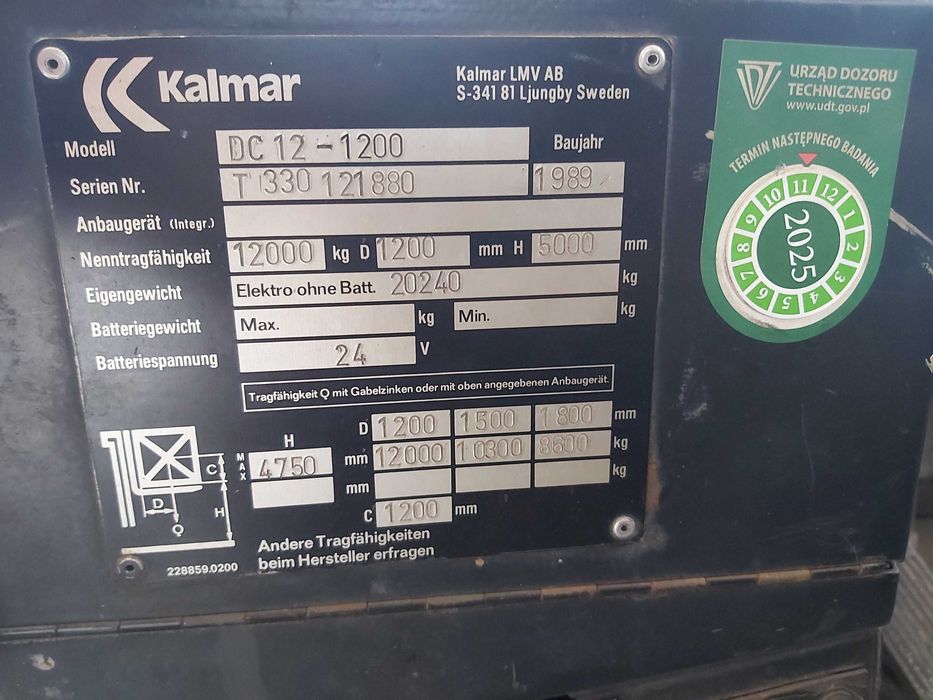 Kalmar
Kalmar LMV AB
S-341 81 Ljungby Sweden
Modell DC 12 - 1200 Baujahr
Serien Nr. T 1330 121 880 1989
Anbaugerät (Integr.)
Nenntragfähigkeit 12000 kg D 1200 mm H 5000 mm
Eigengewicht Elektro ohne Batt. 20240 kg
Batteriegewicht Max. kg Min. kg
Batteriespannung 24 V
Tragfähigkeit Q mit Gabelzinken oder mit oben angegebenen Anbaugerät.
H D 1200 1500 1800 mm
MAX 4750 mm 12000 10300 8600 kg
mm kg
C 1200 mm
C
D
H
Q
Andere Tragfähigkeiten
beim Hersteller erfragen
228859.0200
UDT
URZĄD DOZORU
TECHNICZNEGO
www.udt.gov.pl
TERMIN NASTĘPNEGO BADANIA
1 2 3 4 5 6 7 8 9 10 11 12
2025